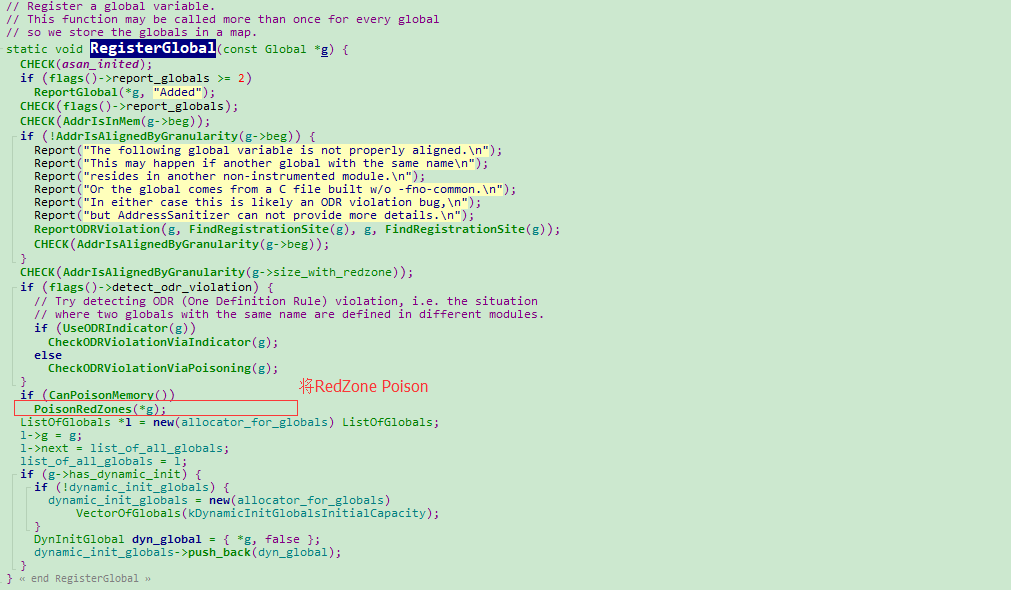 // Register a global variable.
// This function may be called more than once for every global
// so we store the globals in a map.
static void RegisterGlobal(const Global *g) {
CHECK(asan_inited);
if (flags()->report_globals >= 2)
ReportGlobal(*g, "Added");
CHECK(flags()->report_globals);
CHECK(AddrIsInMem(g->beg));
if (!AddrIsAlignedByGranularity(g->beg)) {
Report("The following global variable is not properly aligned.\n");
Report("This may happen if another global with the same name\n");
Report("resides in another non-instrumented module.\n");
Report("Or the global comes from a C file built w/o -fno-common.\n");
Report("In either case this is likely an ODR violation bug,\n");
Report("but AddressSanitizer can not provide more details.\n");
ReportODRViolation(g, FindRegistrationSite(g), g, FindRegistrationSite(g));
CHECK(AddrIsAlignedByGranularity(g->beg));
}
CHECK(AddrIsAlignedByGranularity(g->size_with_redzone));
if (flags()->detect_odr_violation) {
// Try detecting ODR (One Definition Rule) violation, i.e. the situation
// where two globals with the same name are defined in different modules.
if (UseODRIndicator(g))
CheckODRViolationViaIndicator(g);
else
CheckODRViolationViaPoisoning(g);
}
if (CanPoisonMemory())
将RedZone Poison
PoisonRedZones(*g);
ListOfGlobals *l = new(allocator_for_globals) ListOfGlobals;
l->g = g;
l->next = list_of_all_globals;
list_of_all_globals = l;
if (g->has_dynamic_init) {
if (!dynamic_init_globals) {
dynamic_init_globals = new(allocator_for_globals)
VectorOfGlobals(kDynamicInitGlobalsInitialCapacity);
}
DynInitGlobal dyn_global = { *g, false };
dynamic_init_globals->push_back(dyn_global);
}
} « end RegisterGlobal »